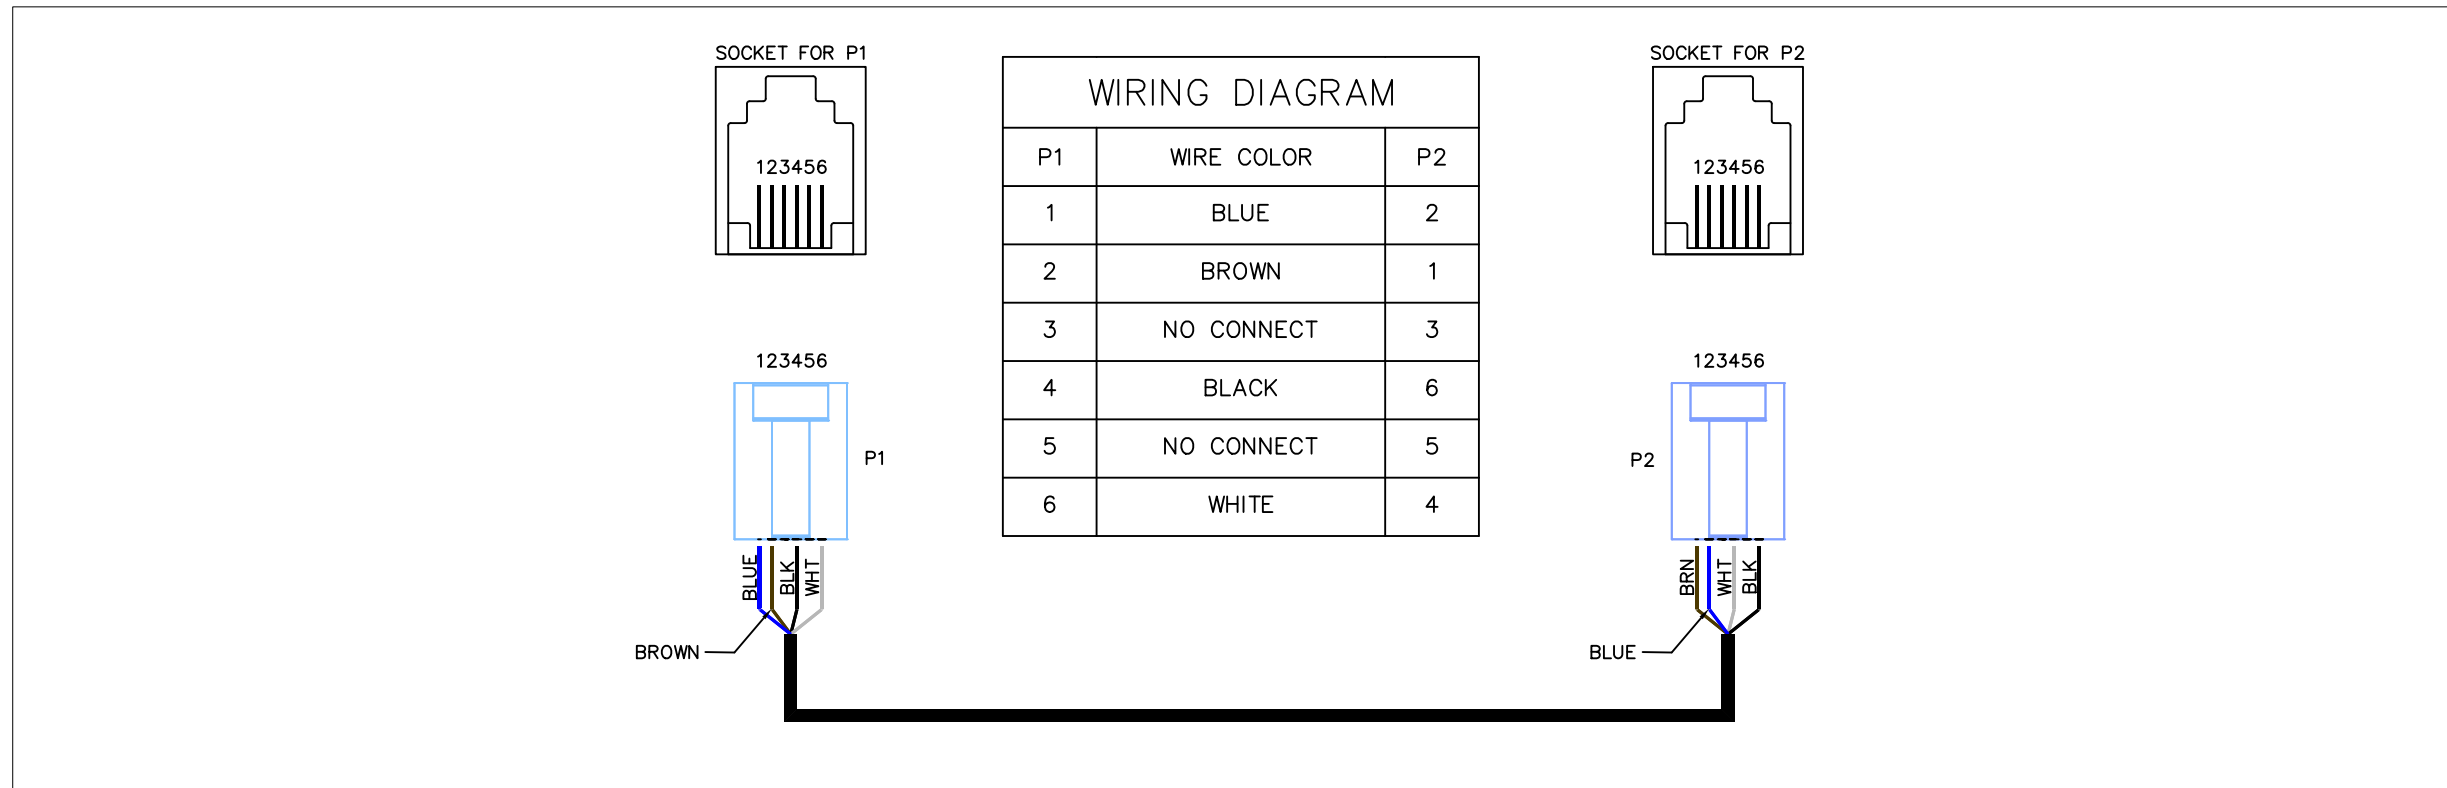 SOCKET FOR P1
123456
123456
P1
BLUE
BLK
WHT
BROWN
WIRING DIAGRAM
P1 WIRE COLOR P2
1 BLUE 2
2 BROWN 1
3 NO CONNECT 3
4 BLACK 6
5 NO CONNECT 5
6 WHITE 4
SOCKET FOR P2
123456
123456
P2
BRN
WHT
BLK
BLUE